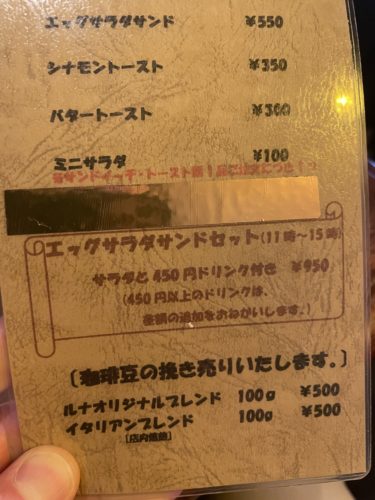 エッグサラダサンド ¥550
シナモントースト ¥350
バタートースト ¥300
ミニサラダ ¥100
エッグサラダサンドセット(11時〜15時)
サラダと450円ドリンク付き ¥950
(450円以上のドリンクは、
差額の追加をおねがいします。)
〔珈琲豆の挽き売りいたします。〕
ルナオリジナルブレンド 100g ¥500
イタリアンブレンド 100g ¥500
[店内焙煎]